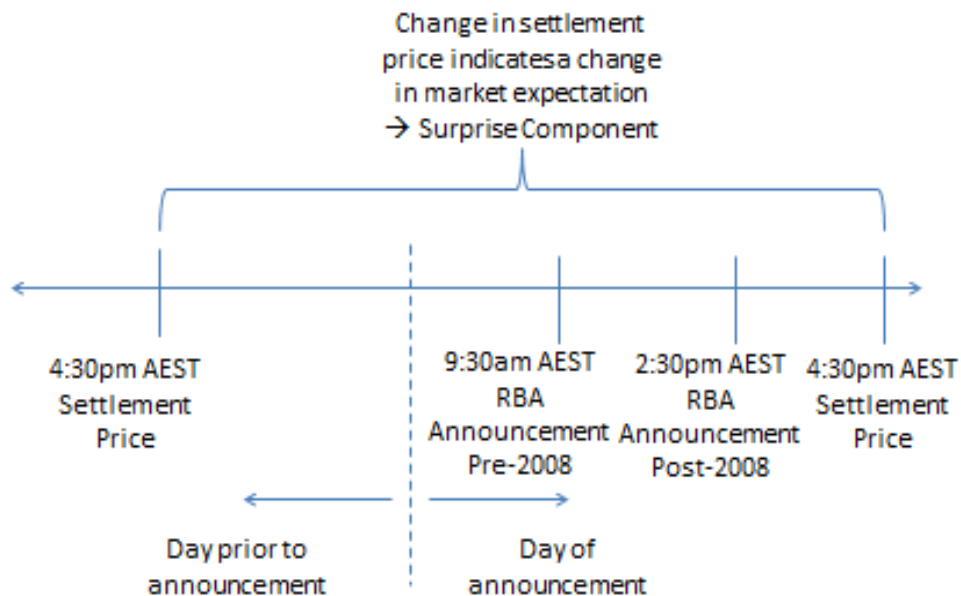 Change in settlement
price indicatesa change
in market expectation
→ Surprise Component
4:30pm AEST
Settlement
Price
9:30am AEST
RBA
Announcement
Pre-2008
2:30pm AEST
RBA
Announcement
Post-2008
4:30pm AEST
Settlement
Price
Day prior to
announcement
Day of
announcement